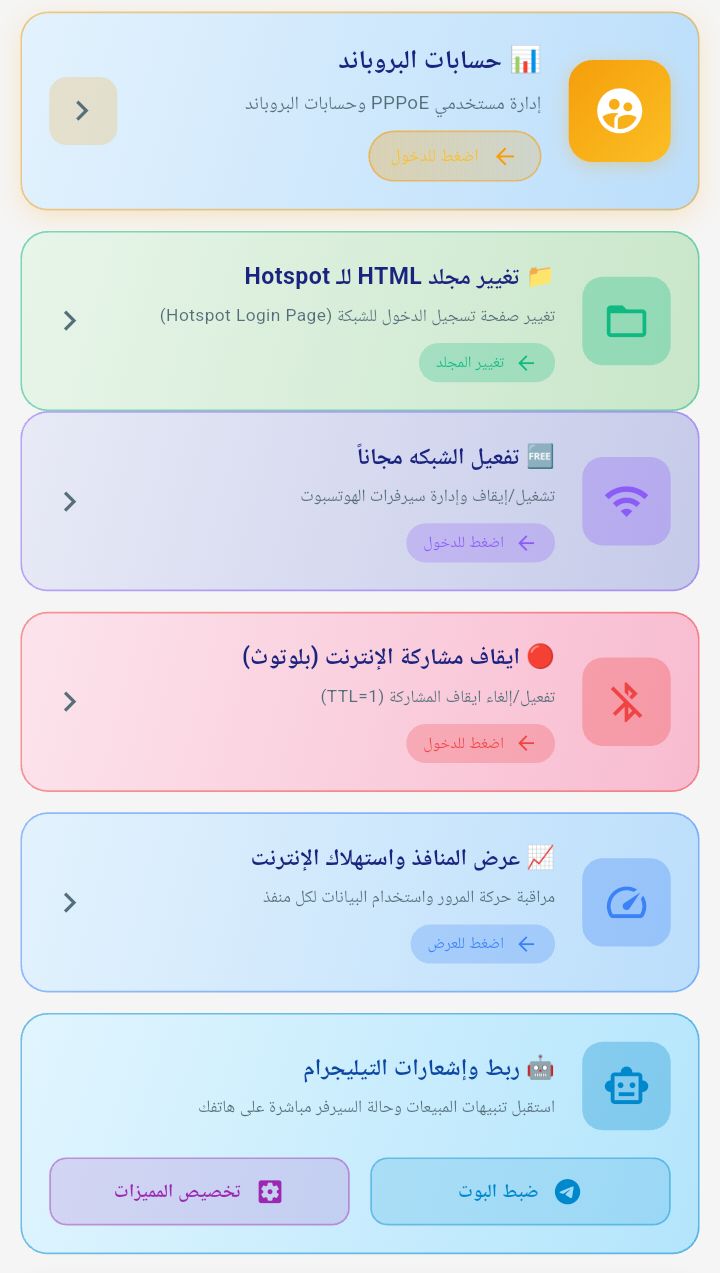 📊 حسابات البروباند
إدارة مستخدمي PPPoE وحسابات البروباند
اضغط للدخول
📁 تغيير مجلد HTML للـ Hotspot
تغيير صفحة تسجيل الدخول للشبكة (Hotspot Login Page)
تغيير المجلد
🆓 تفعيل الشبكه مجاناً
تشغيل/إيقاف وإدارة سيرفرات الهوتسبوت
اضغط للدخول
🔴 ايقاف مشاركة الإنترنت (بلوتوث)
تفعيل/إلغاء ايقاف المشاركة (TTL=1)
اضغط للدخول
📈 عرض المنافذ واستهلاك الإنترنت
مراقبة حركة المرور واستخدام البيانات لكل منفذ
اضغط للعرض
🤖 ربط وإشعارات التيليجرام
استقبل تنبيهات المبيعات وحالة السيرفر مباشرة على هاتفك
ضبط البوت
تخصيص المميزات